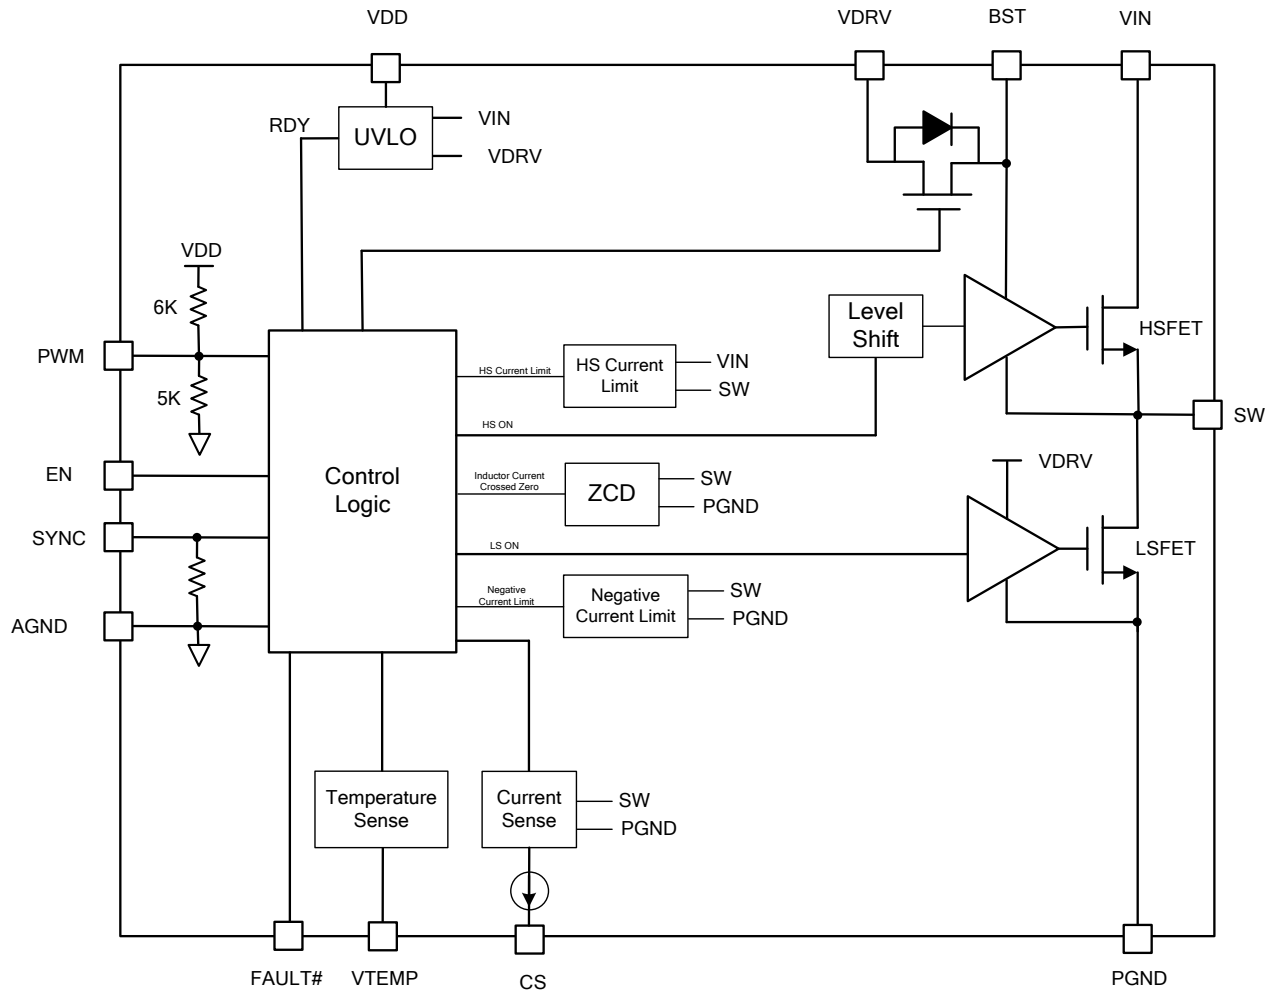 VDD
VDRV
BST
VIN
RDY
UVLO
VIN
VDRV
VDD
6K
PWM
5K
EN
SYNC
AGND
Control
Logic
HS Current Limit
HS Current
Limit
VIN
SW
HS ON
Level
Shift
HSFET
SW
Inductor Current
Crossed Zero
ZCD
SW
PGND
VDRV
LS ON
LSFET
Negative
Current Limit
Negative
Current Limit
SW
PGND
Temperature
Sense
Current
Sense
SW
PGND
FAULT#
VTEMP
CS
PGND